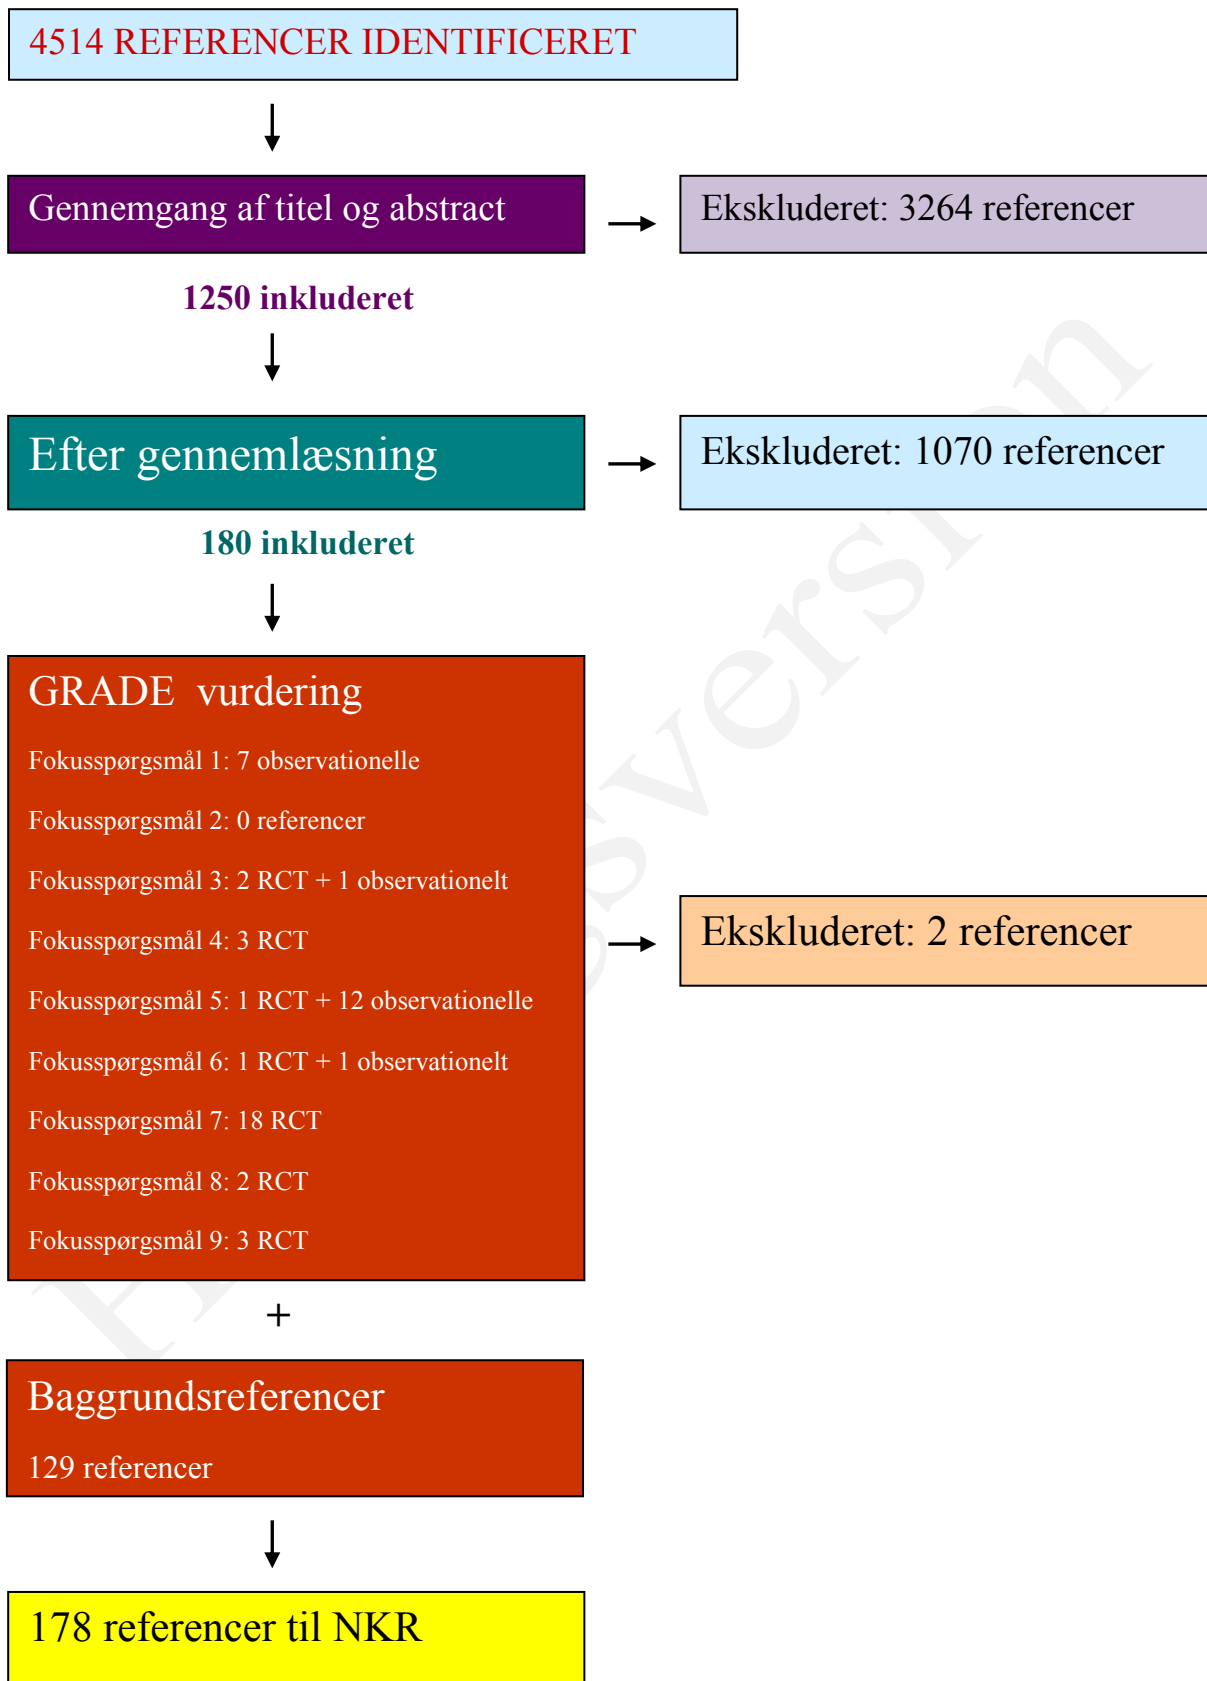 4514 REFERENCER IDENTIFICERET
Gennemgang af titel og abstract
Ekskluderet: 3264 referencer
1250 inkluderet
Efter gennemlæsning
Ekskluderet: 1070 referencer
180 inkluderet
GRADE vurdering
Fokusspørgsmål 1: 7 observationelle
Fokusspørgsmål 2: 0 referencer
Fokusspørgsmål 3: 2 RCT + 1 observationelt
Fokusspørgsmål 4: 3 RCT
Ekskluderet: 2 referencer
Fokusspørgsmål 5: 1 RCT + 12 observationelle
Fokusspørgsmål 6: 1 RCT + 1 observationelt
Fokusspørgsmål 7: 18 RCT
Fokusspørgsmål 8: 2 RCT
Fokusspørgsmål 9: 3 RCT
+
Baggrundsreferencer
129 referencer
178 referencer til NKR